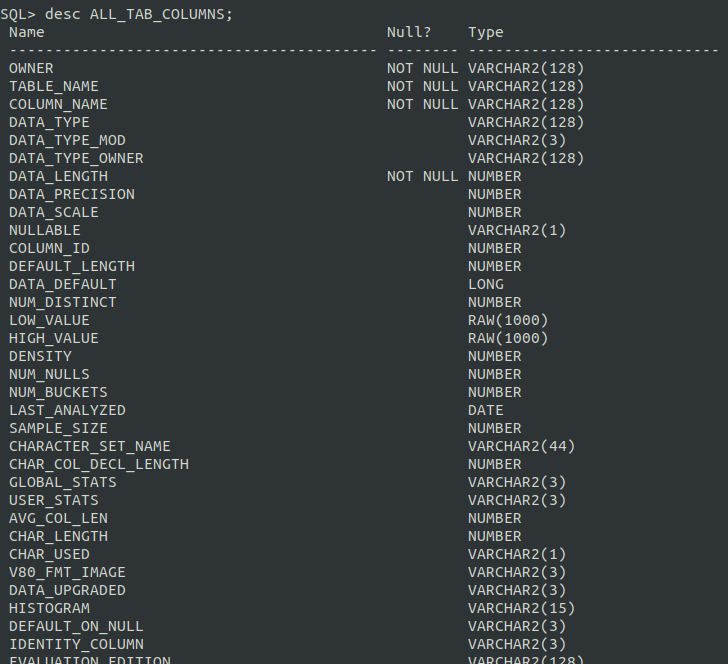 SQL> desc ALL_TAB_COLUMNS;
Name Null? Type
----------------------------------------- -------- ----------------------------
OWNER NOT NULL VARCHAR2(128)
TABLE_NAME NOT NULL VARCHAR2(128)
COLUMN_NAME NOT NULL VARCHAR2(128)
DATA_TYPE VARCHAR2(128)
DATA_TYPE_MOD VARCHAR2(3)
DATA_TYPE_OWNER VARCHAR2(128)
DATA_LENGTH NOT NULL NUMBER
DATA_PRECISION NUMBER
DATA_SCALE NUMBER
NULLABLE VARCHAR2(1)
COLUMN_ID NUMBER
DEFAULT_LENGTH NUMBER
DATA_DEFAULT LONG
NUM_DISTINCT NUMBER
LOW_VALUE RAW(1000)
HIGH_VALUE RAW(1000)
DENSITY NUMBER
NUM_NULLS NUMBER
NUM_BUCKETS NUMBER
LAST_ANALYZED DATE
SAMPLE_SIZE NUMBER
CHARACTER_SET_NAME VARCHAR2(44)
CHAR_COL_DECL_LENGTH NUMBER
GLOBAL_STATS VARCHAR2(3)
USER_STATS VARCHAR2(3)
AVG_COL_LEN NUMBER
CHAR_LENGTH NUMBER
CHAR_USED VARCHAR2(1)
V80_FMT_IMAGE VARCHAR2(3)
DATA_UPGRADED VARCHAR2(3)
HISTOGRAM VARCHAR2(15)
DEFAULT_ON_NULL VARCHAR2(3)
IDENTITY_COLUMN VARCHAR2(3)
EVALUATION_EDITION VARCHAR2(128)